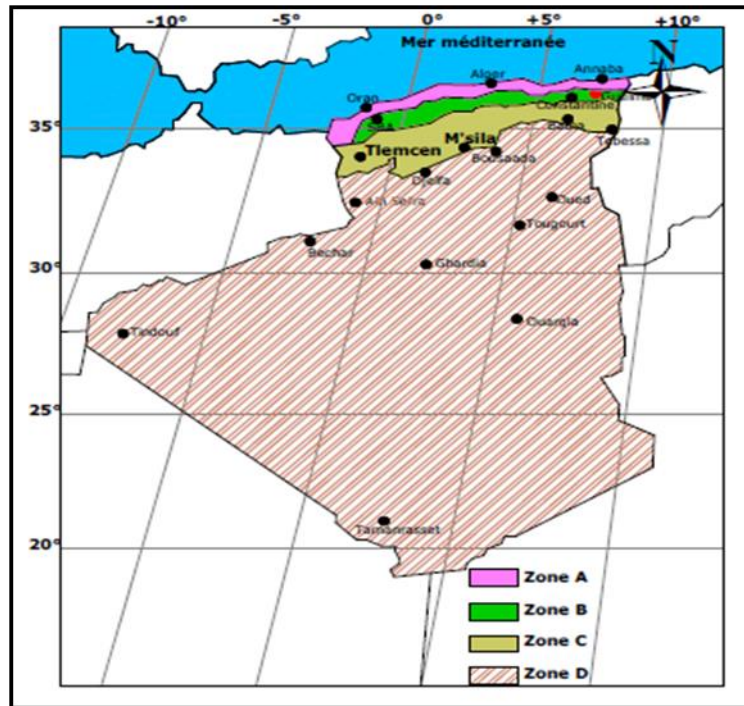 -10° -5° 0° +5° +10°
Mer méditerranée
N
Annaba
Alger
Oran
Constantine
35°
Tebessa
M'sila
Tlemcen
Bousaada
Djelfa
Ain Sefra
Oued
Tougourt
Bechar
30°
Ghardia
Ouargla
Tindouf
25°
Tamanrasset
20°
Zone A
Zone B
Zone C
Zone D